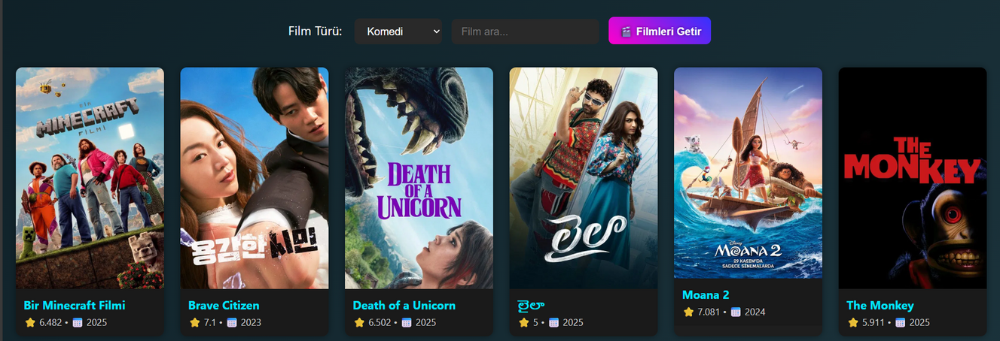 Film Türü:
Komedi
Film ara...
Filmleri Getir
BİR
MINECRAFT
FİLMİ
용감한 시민
DEATH
OF A
UNICORN
లైలా
Disney
MOANA 2
29 KASIM'DA
SADECE SİNEMALARDA
THE
MONKEY
Bir Minecraft Filmi
6.482 • 2025
Brave Citizen
7.1 • 2023
Death of a Unicorn
6.502 • 2025
లైలా
5 • 2025
Moana 2
7.081 • 2024
The Monkey
5.911 • 2025